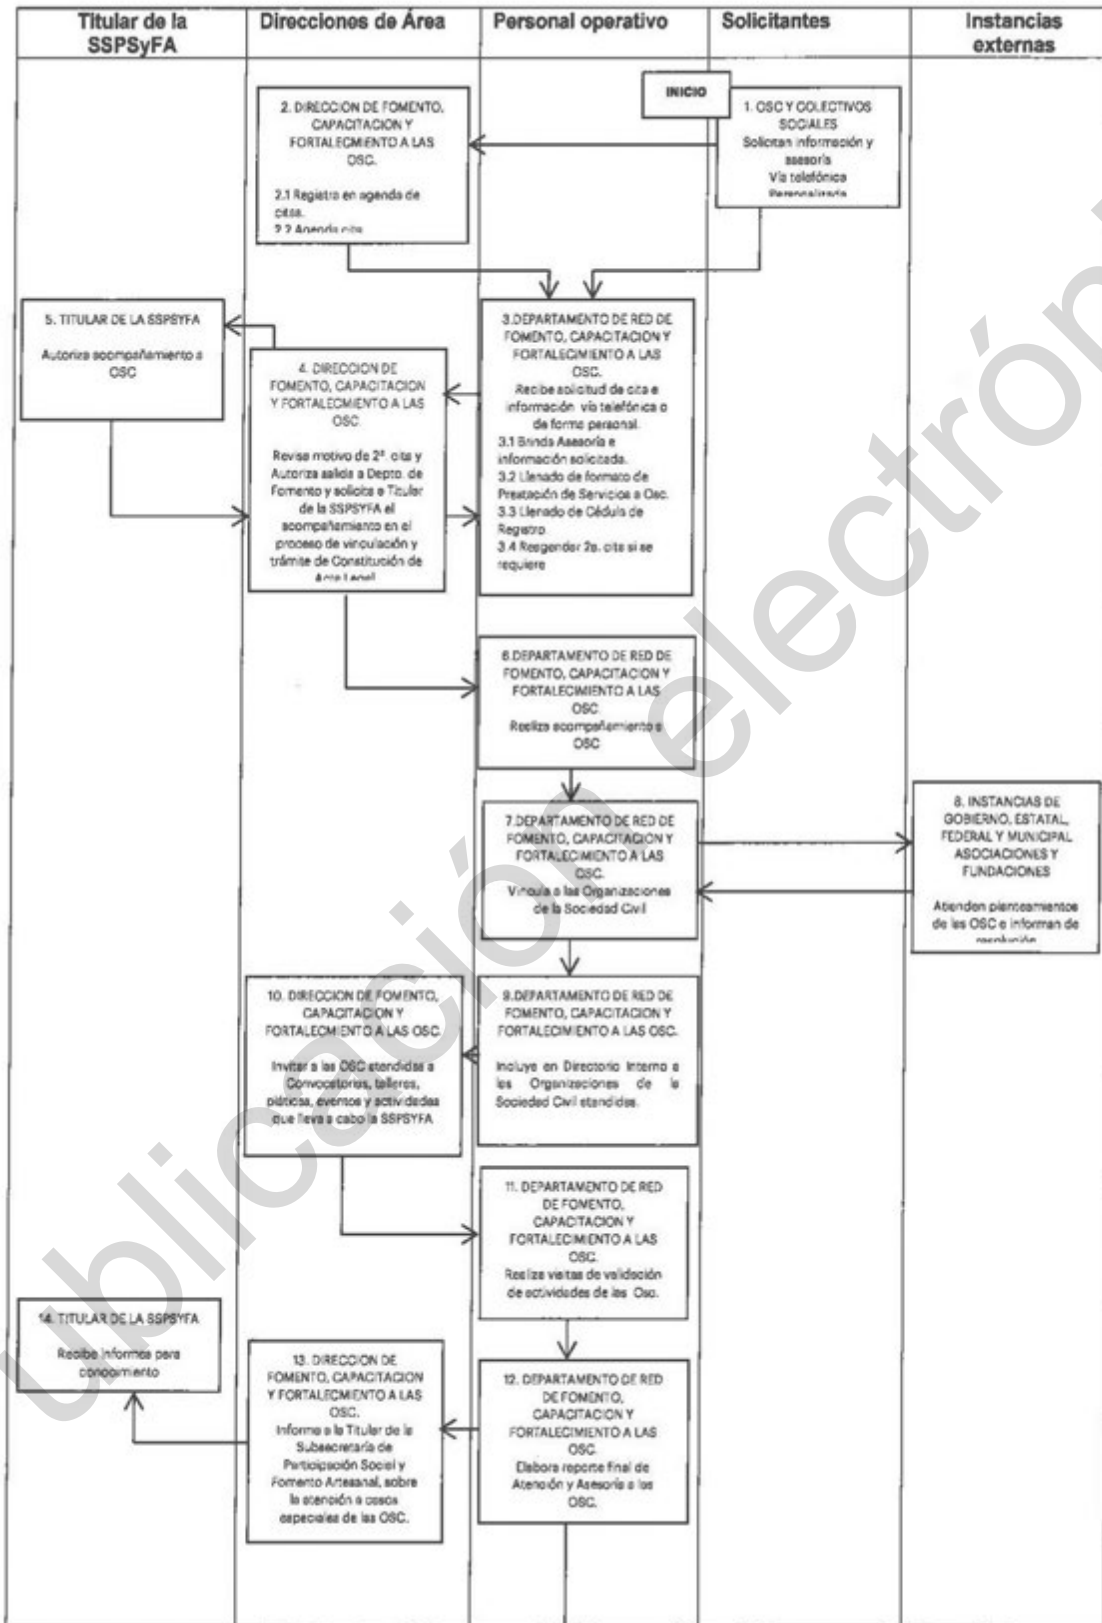 Titular de la
SSPSyFA
Direcciones de Área
Personal operativo
Solicitantes
Instancias
externas
INICIO
1. OSC Y COLECTIVOS
SOCIALES
Solicitan información y
asesoría
Vía telefónica
Personalizada
2. DIRECCION DE FOMENTO,
CAPACITACION Y
FORTALECMIENTO A LAS
OSC.
2.1 Registra en agenda de
citas.
2.2 Agenda cita
3.DEPARTAMENTO DE RED DE
FOMENTO, CAPACITACION Y
FORTALECIMIENTO A LAS
OSC.
Recibe solicitud de cita e
información vía telefónica o
de forma personal.
3.1 Brinda Asesoría e
información solicitada.
3.2 Llenado de formato de
Prestación de Servicios a Osc.
3.3 Llenado de Cédula de
Registro
3.4 Reagendar 2a. cita si se
requiere
4. DIRECCION DE
FOMENTO, CAPACITACION
Y FORTALECMIENTO A LAS
OSC.
Revisa motivo de 2ª cita y
Autoriza salida a Depto. de
Fomento y solicita a Titular
de la SSPSYFA el
acompañamiento en el
proceso de vinculación y
trámite de Constitución de
Acta Legal
5. TITULAR DE LA SSPSYFA
Autoriza acompañamiento a
OSC
6.DEPARTAMENTO DE RED DE
FOMENTO, CAPACITACION Y
FORTALECIMIENTO A LAS
OSC.
Realiza acompañamiento a
OSC
7.DEPARTAMENTO DE RED DE
FOMENTO, CAPACITACION Y
FORTALECIMIENTO A LAS
OSC.
Vincula a las Organizaciones
de la Sociedad Civil
8. INSTANCIAS DE
GOBIERNO, ESTATAL,
FEDERAL Y MUNICIPAL
ASOCIACIONES Y
FUNDACIONES
Atienden planteamientos
de las OSC e informan de
resolución
9.DEPARTAMENTO DE RED DE
FOMENTO, CAPACITACION Y
FORTALECIMIENTO A LAS OSC.
Incluye en Directorio Interno a
las Organizaciones de la
Sociedad Civil atendidas.
10. DIRECCION DE FOMENTO,
CAPACITACION Y
FORTALECMIENTO A LAS OSC.
Invitar a las OSC atendidas a
Convocatorias, talleres,
pláticas, eventos y actividades
que lleva a cabo la SSPSYFA
11. DEPARTAMENTO DE RED
DE FOMENTO,
CAPACITACION Y
FORTALECIMIENTO A LAS
OSC.
Realiza visitas de validación
de actividades de las Osc.
12. DEPARTAMENTO DE RED
DE FOMENTO,
CAPACITACION Y
FORTALECIMIENTO A LAS
OSC.
Elabora reporte final de
Atención y Asesoría a las
OSC.
13. DIRECCION DE
FOMENTO, CAPACITACION
Y FORTALECMIENTO A LAS
OSC.
Informa a la Titular de la
Subsecretaría de
Participación Social y
Fomento Artesanal, sobre
la atención a casos
especiales de las OSC.
14. TITULAR DE LA SSPSYFA
Recibe informes para
conocimiento
ublicación electrón